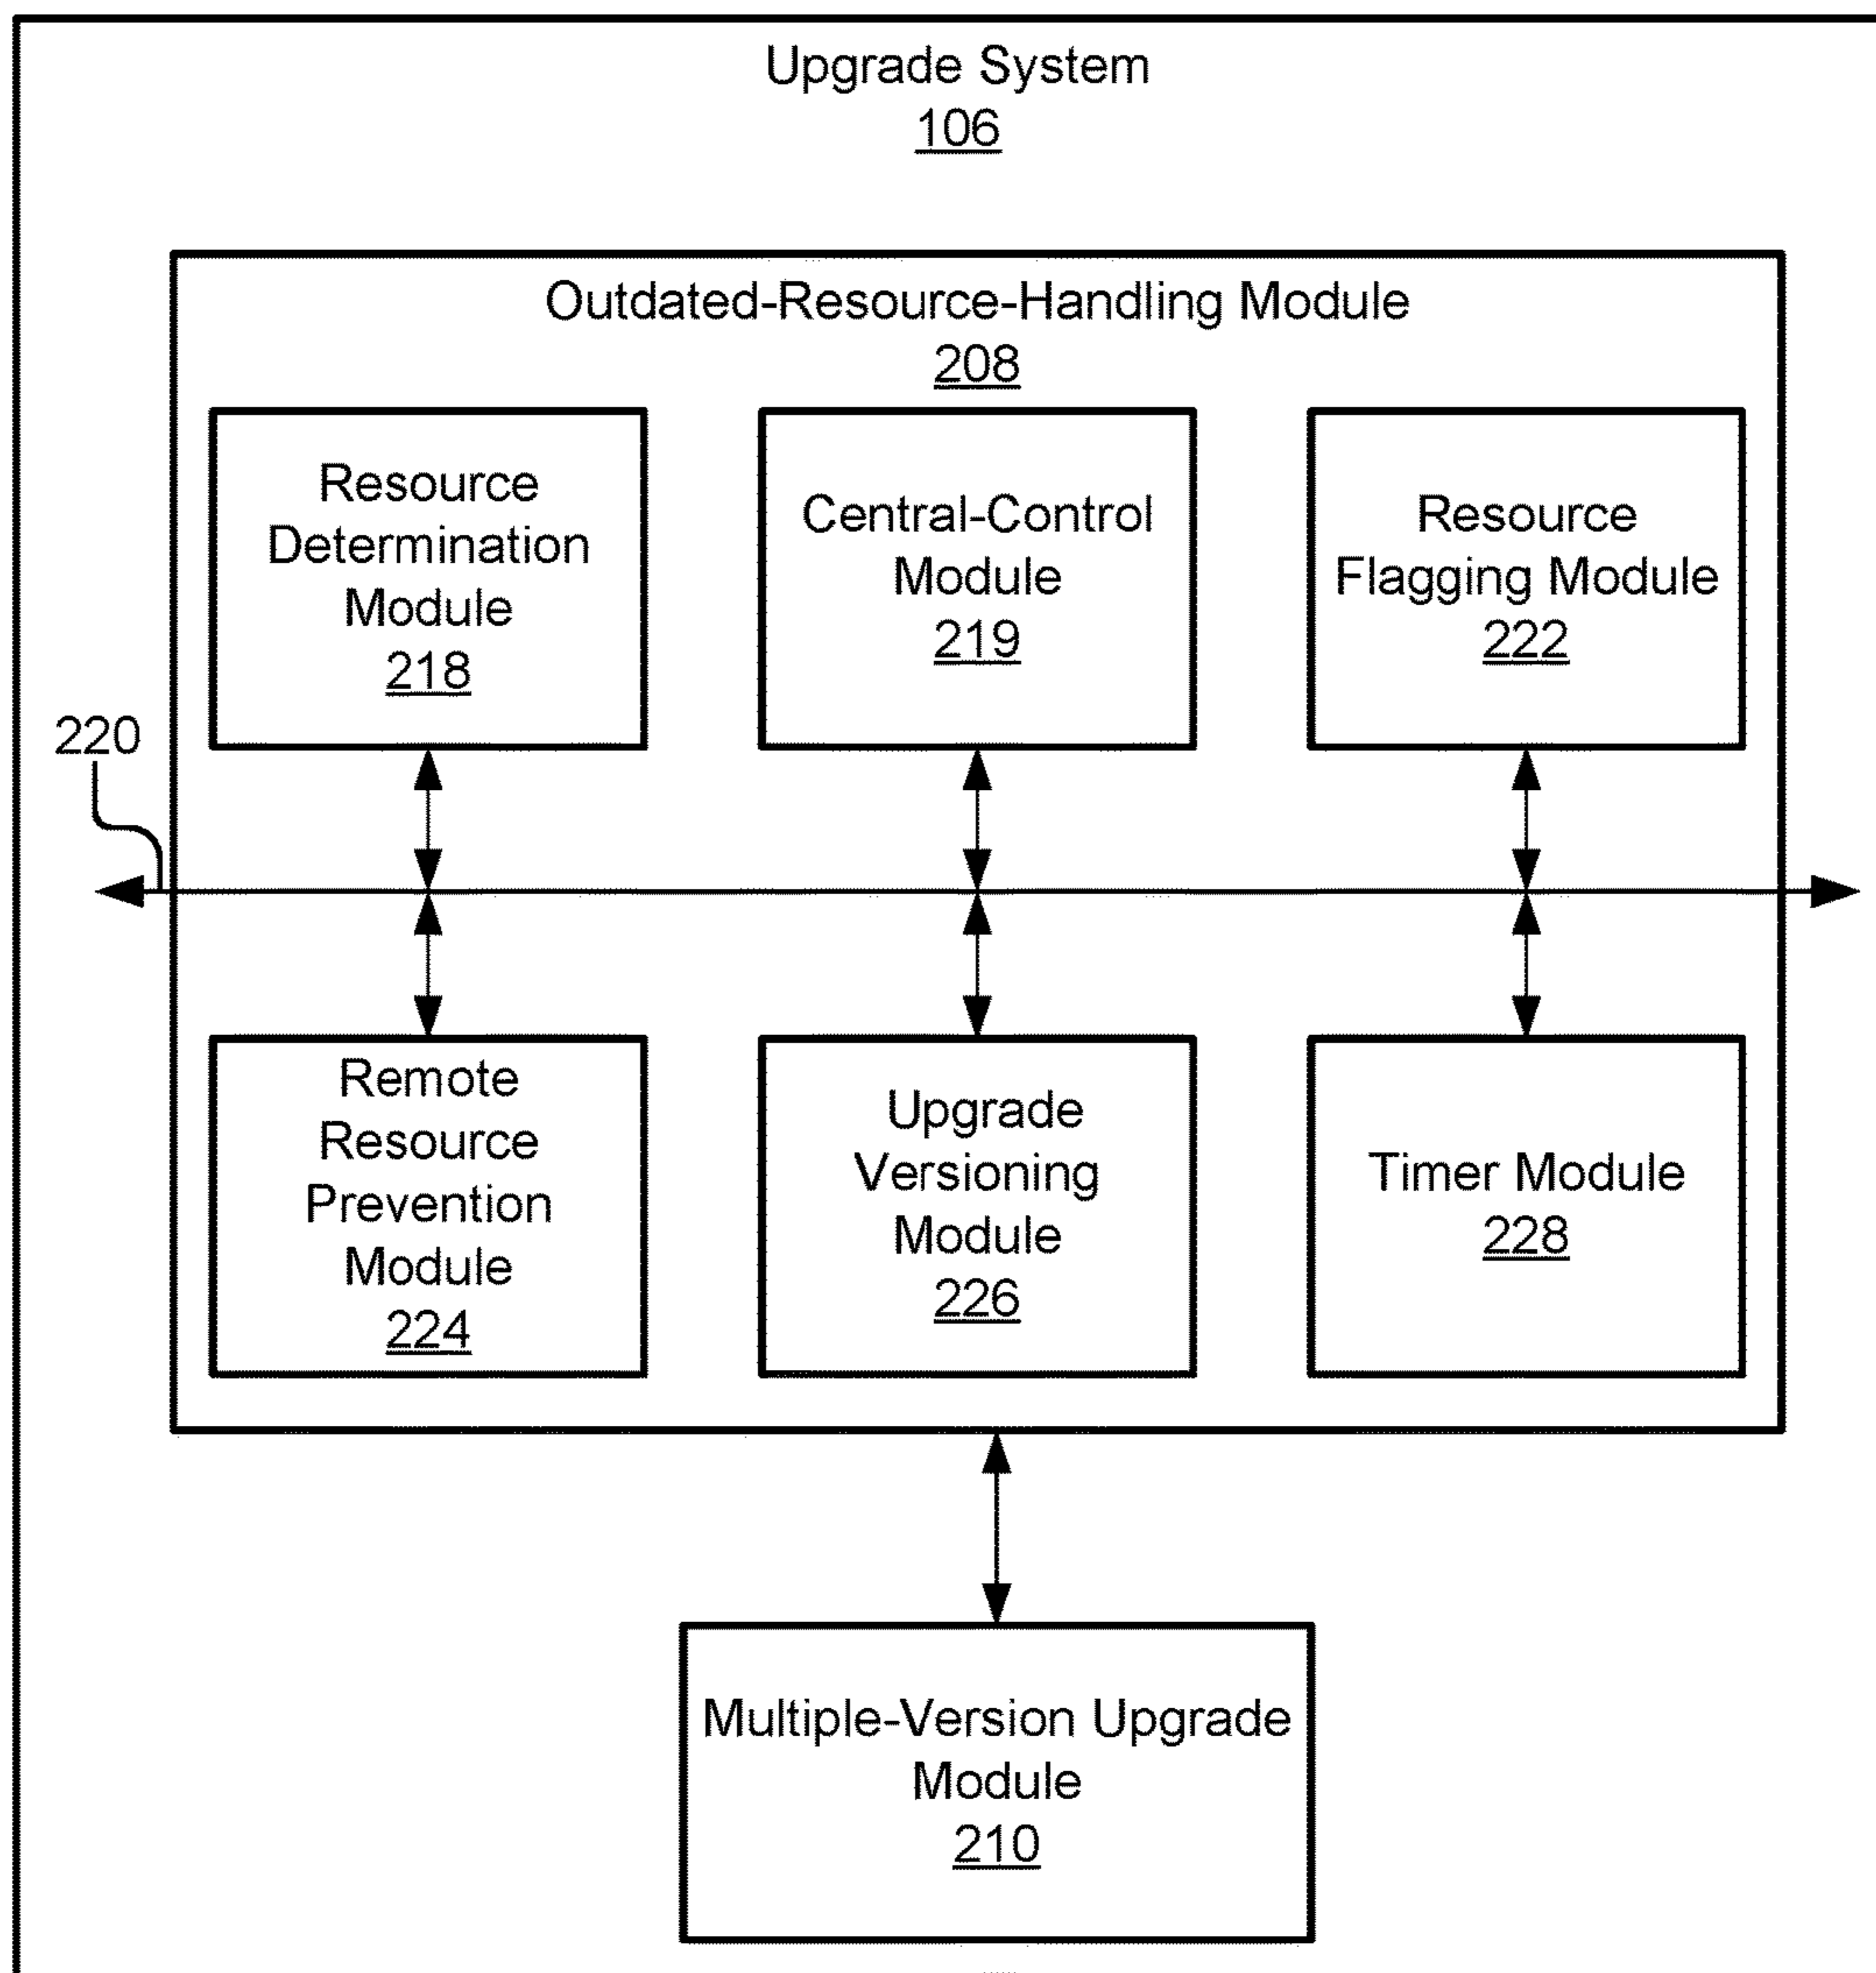 Upgrade System
106
Outdated-Resource-Handling Module
208
Resource
Determination
Module
218
Central-Control
Module
219
Resource
Flagging Module
222
220
Remote
Resource
Prevention
Module
224
Upgrade
Versioning
Module
226
Timer Module
228
Multiple-Version Upgrade
Module
210